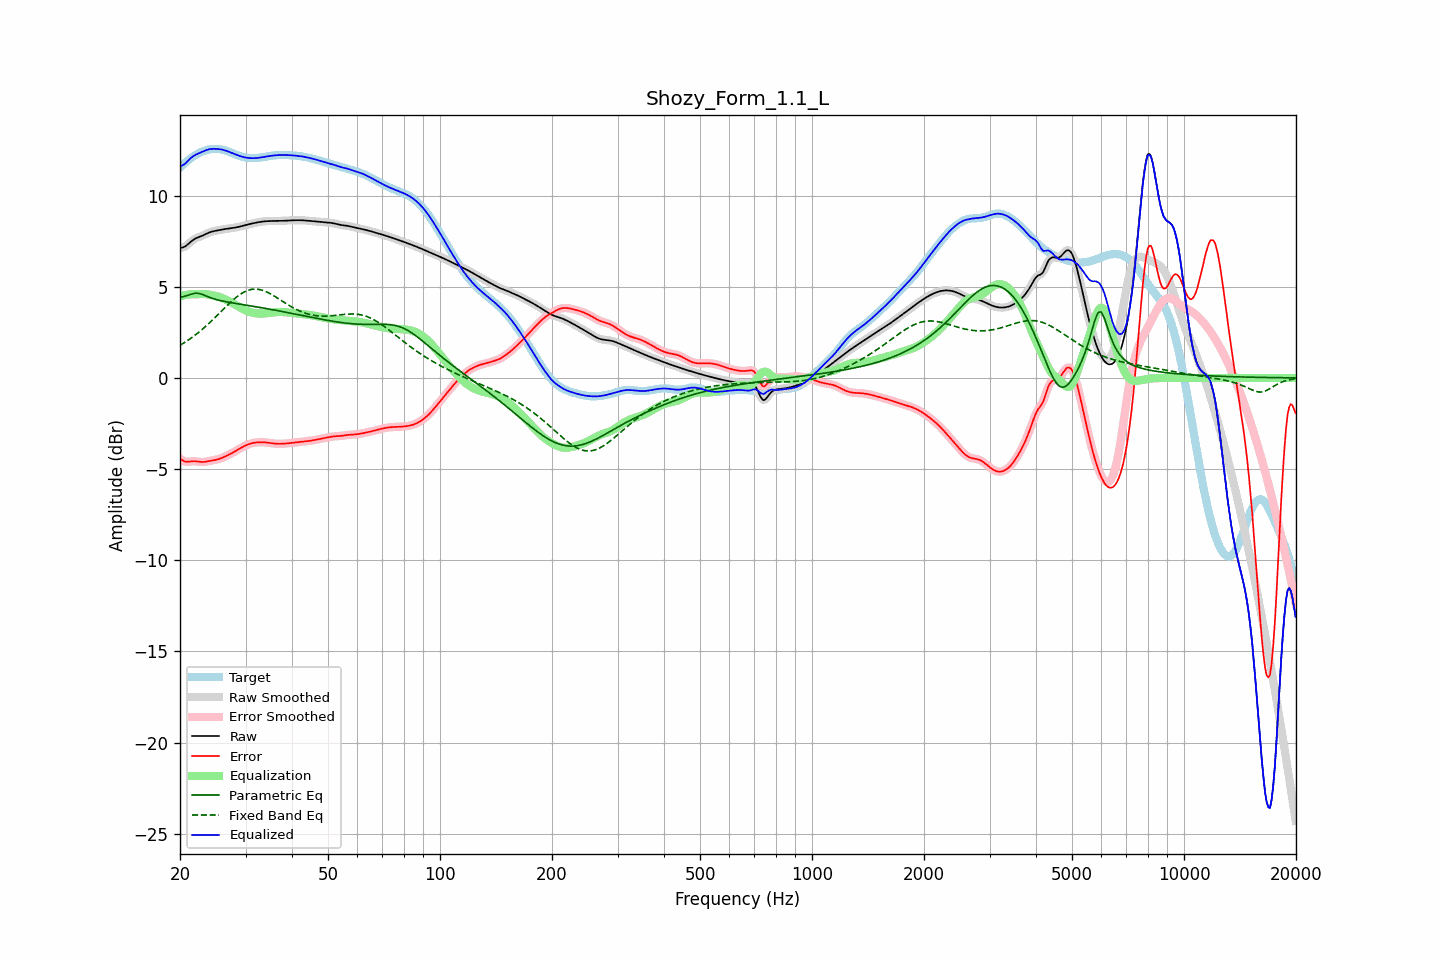 Shozy_Form_1.1_L
Amplitude (dBr)
10
5
0
−5
−10
−15
−20
−25
Target
Raw Smoothed
Error Smoothed
Raw
Error
Equalization
Parametric Eq
Fixed Band Eq
Equalized
20 50 100 200 500 1000 2000 5000 10000 20000
Frequency (Hz)